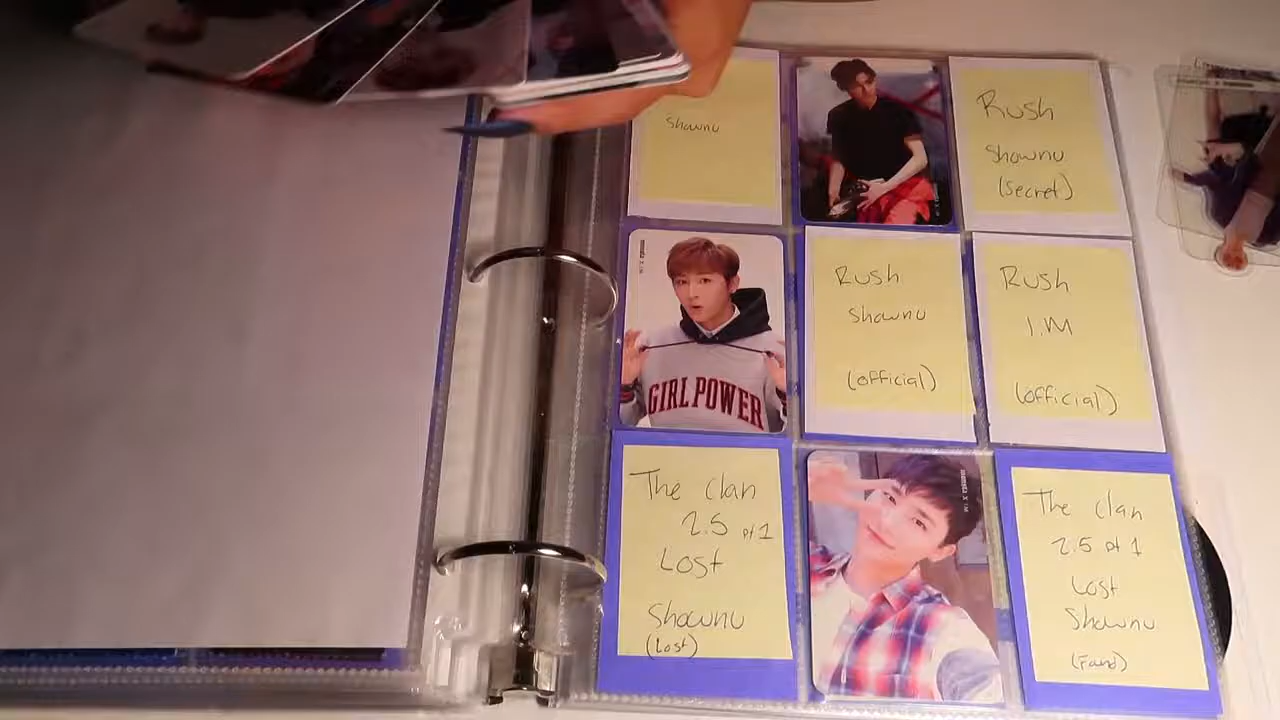 Shownu
Rush
Shownu
(secret)
GIRL POWER
Rush
Shownu
(official)
Rush
I.M
(official)
The Clan
2.5 pt 1
Lost
Shownu
(Lost)
The Clan
2.5 pt 1
Lost
Shownu
(Found)